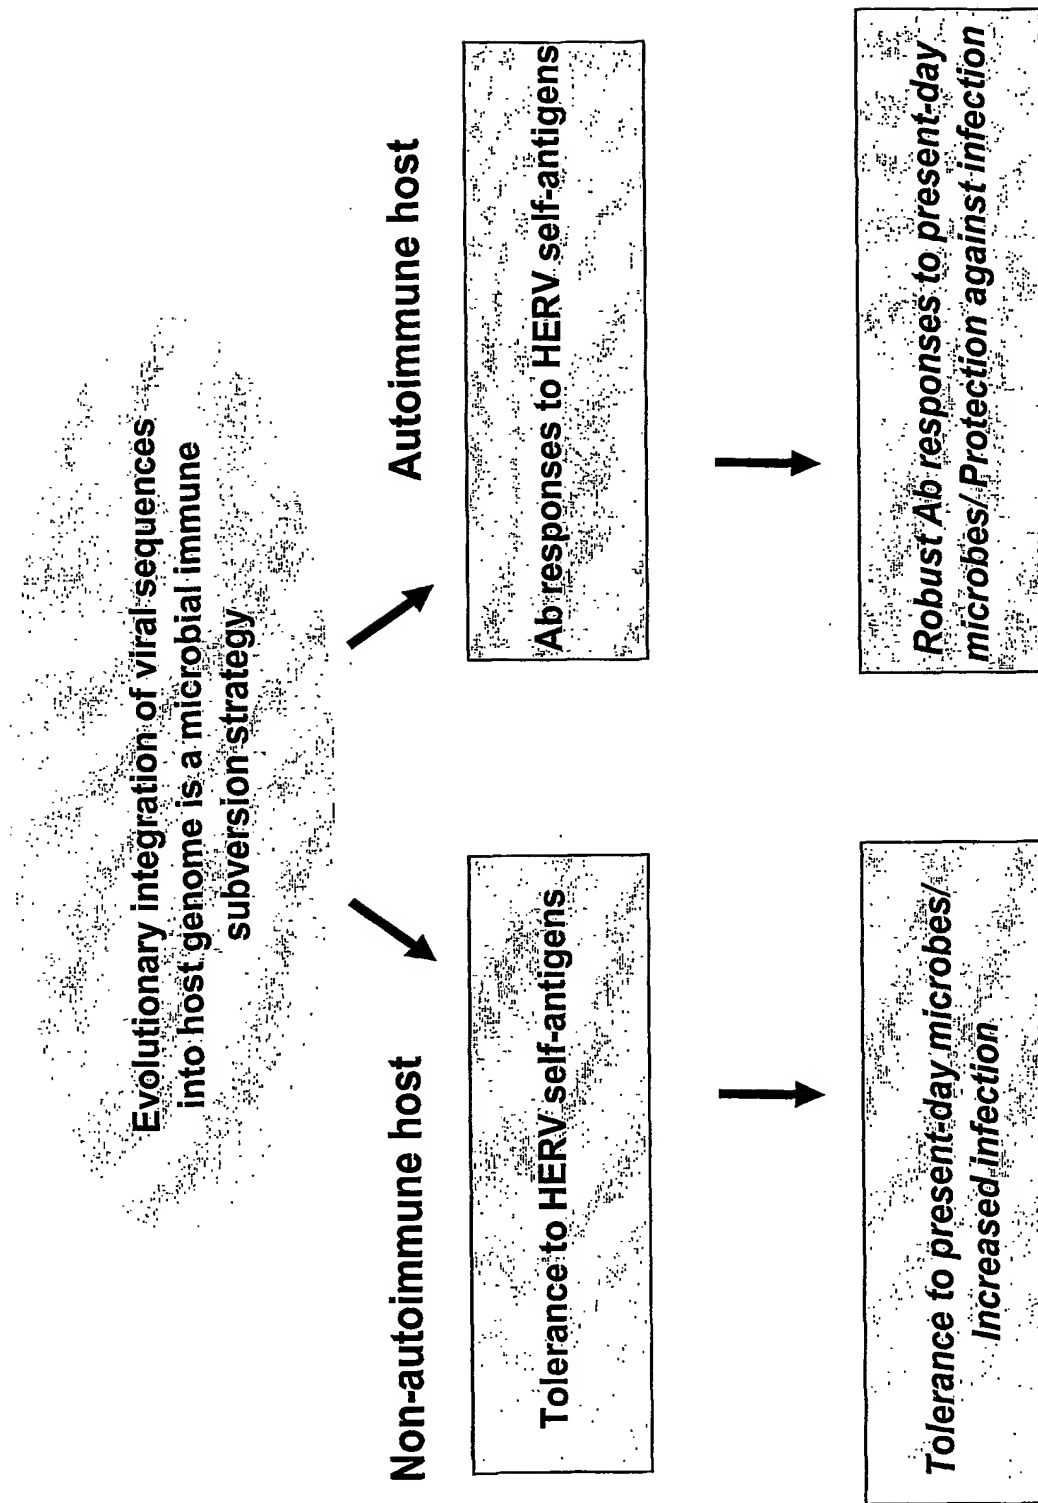 Evolutionary integration of viral sequences
into host genome is a microbial immune
subversion strategy
Non-autoimmune host
Autoimmune host
Tolerance to HERV self-antigens
Ab responses to HERV self-antigens
Tolerance to present-day microbes/
Increased infection
Robust Ab responses to present-day
microbes/ Protection against infection